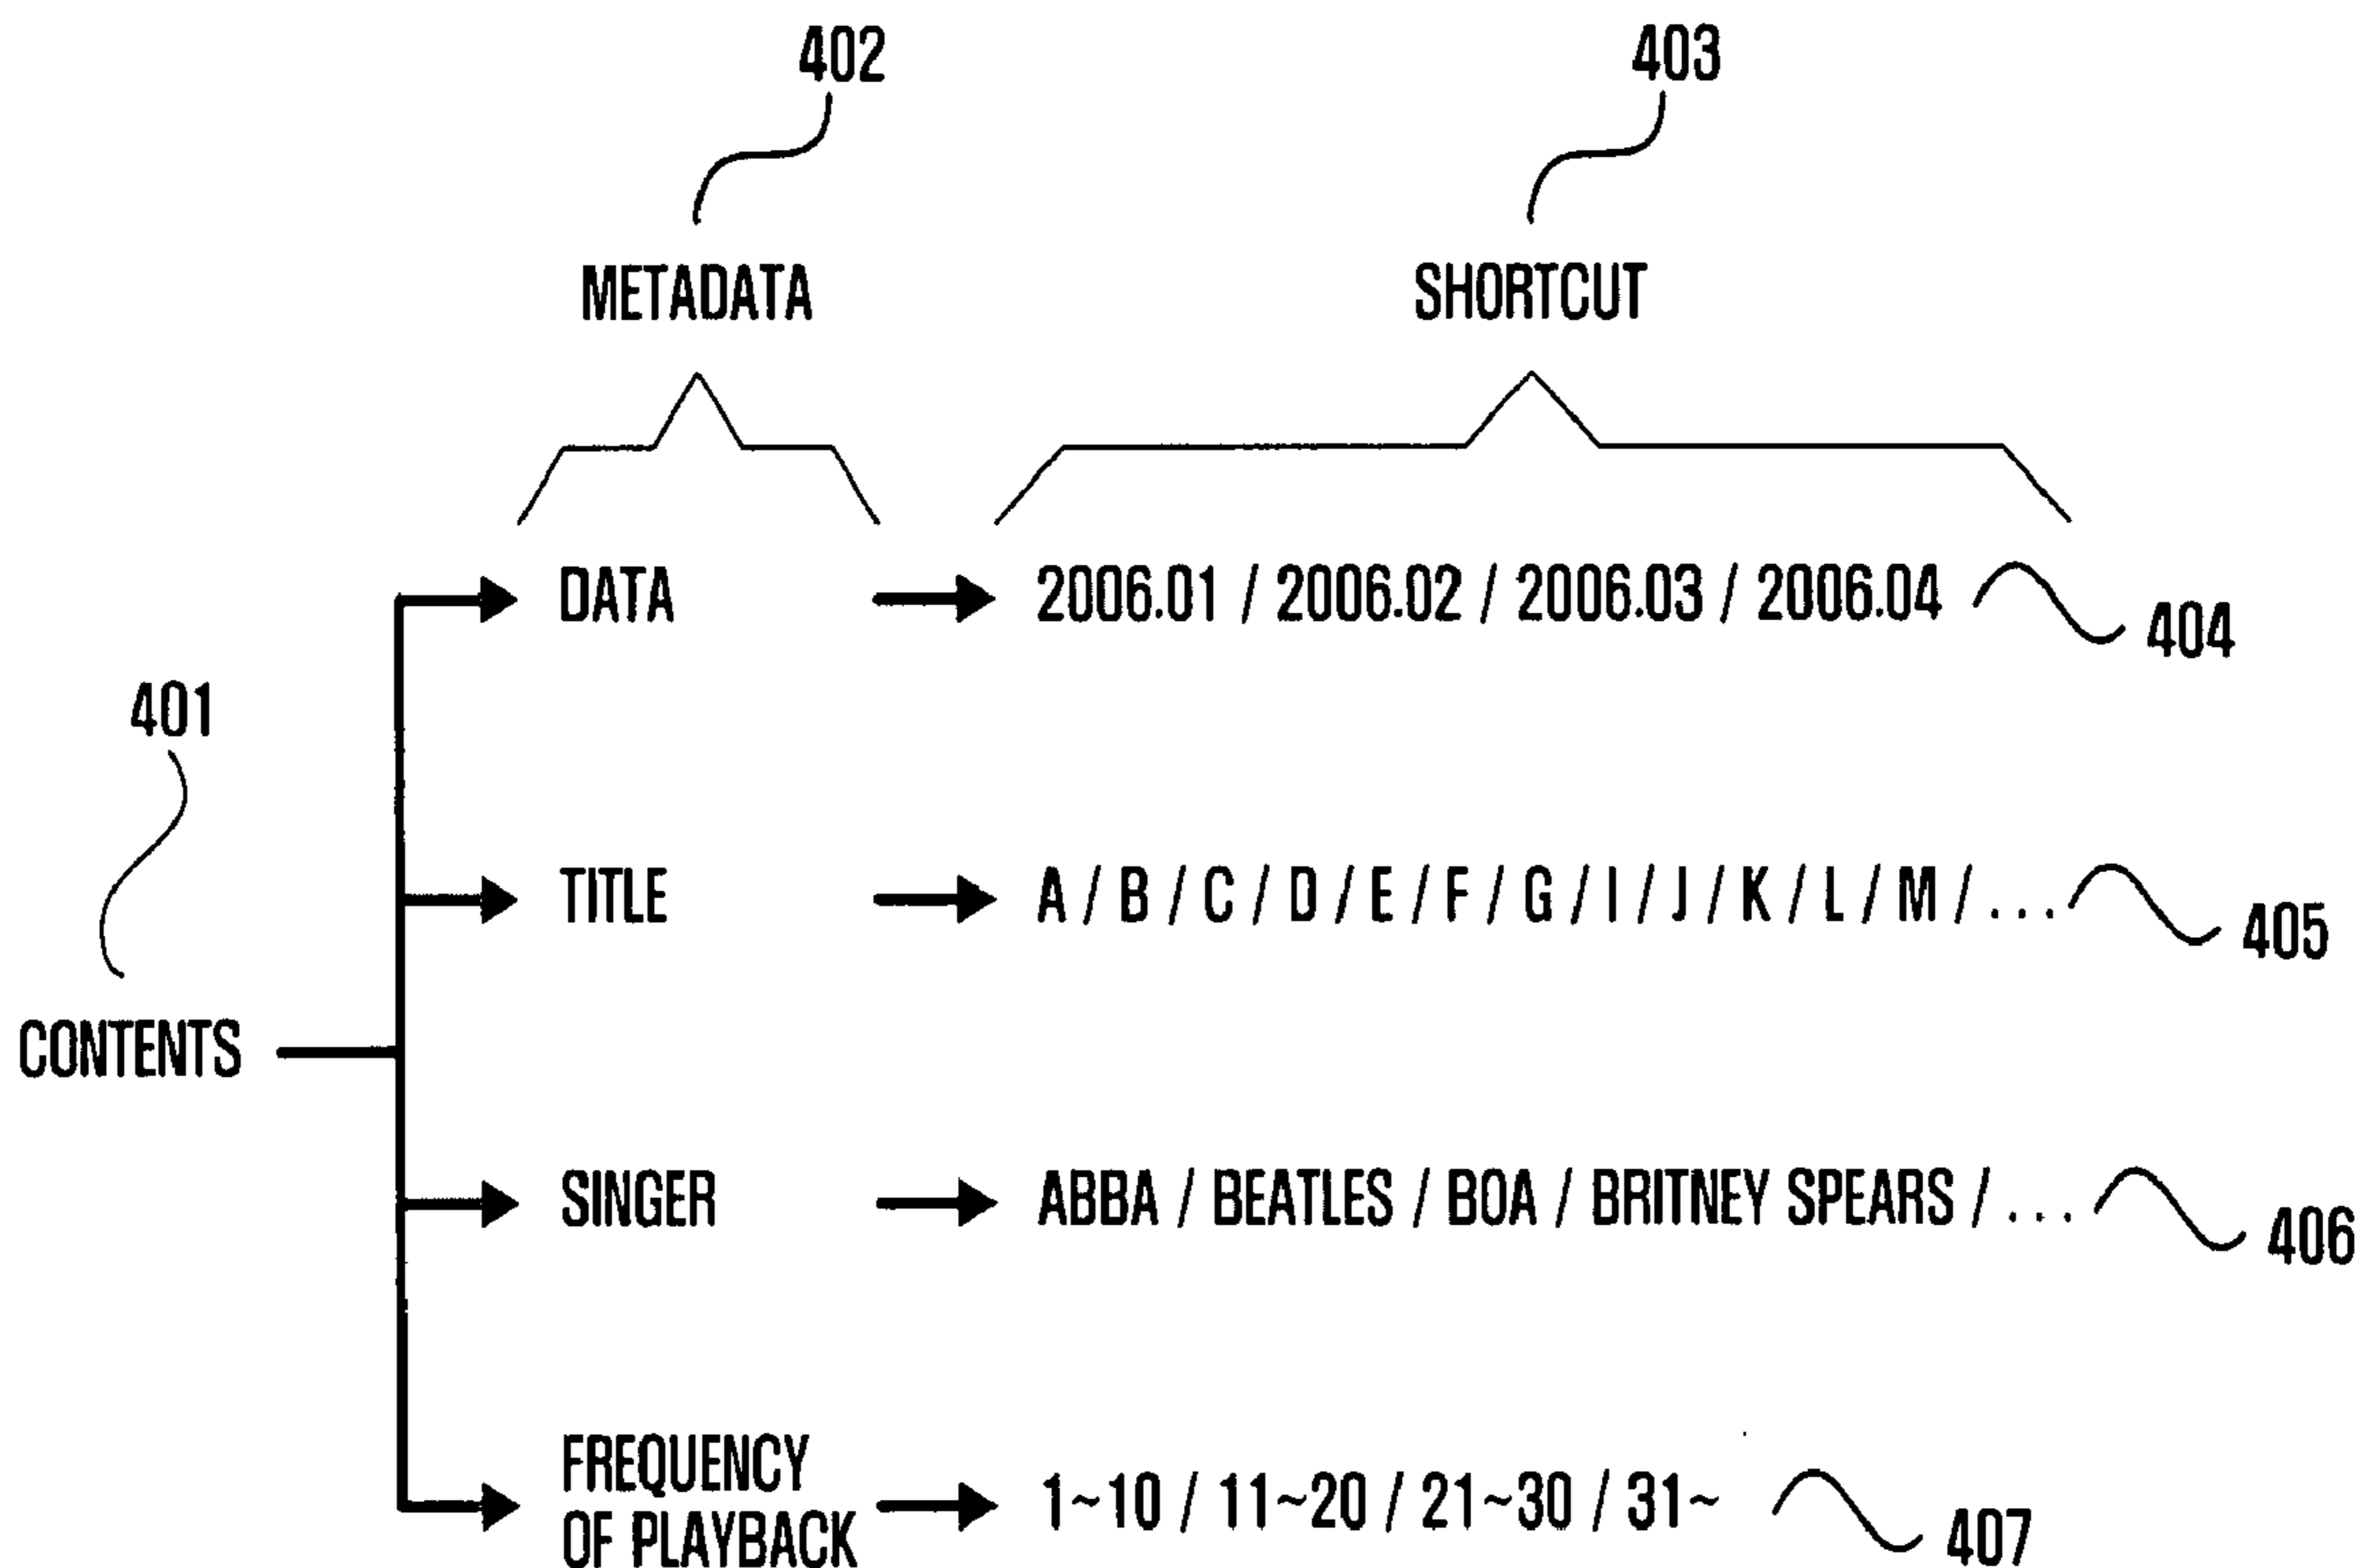 402
403
METADATA
SHORTCUT
DATA
2006.01 / 2006.02 / 2006.03 / 2006.04
404
401
TITLE
A / B / C / D / E / F / G / I / J / K / L / M / ...
405
CONTENTS
SINGER
ABBA / BEATLES / BOA / BRITNEY SPEARS / ...
406
FREQUENCY
OF PLAYBACK
1~10 / 11~20 / 21~30 / 31~
407